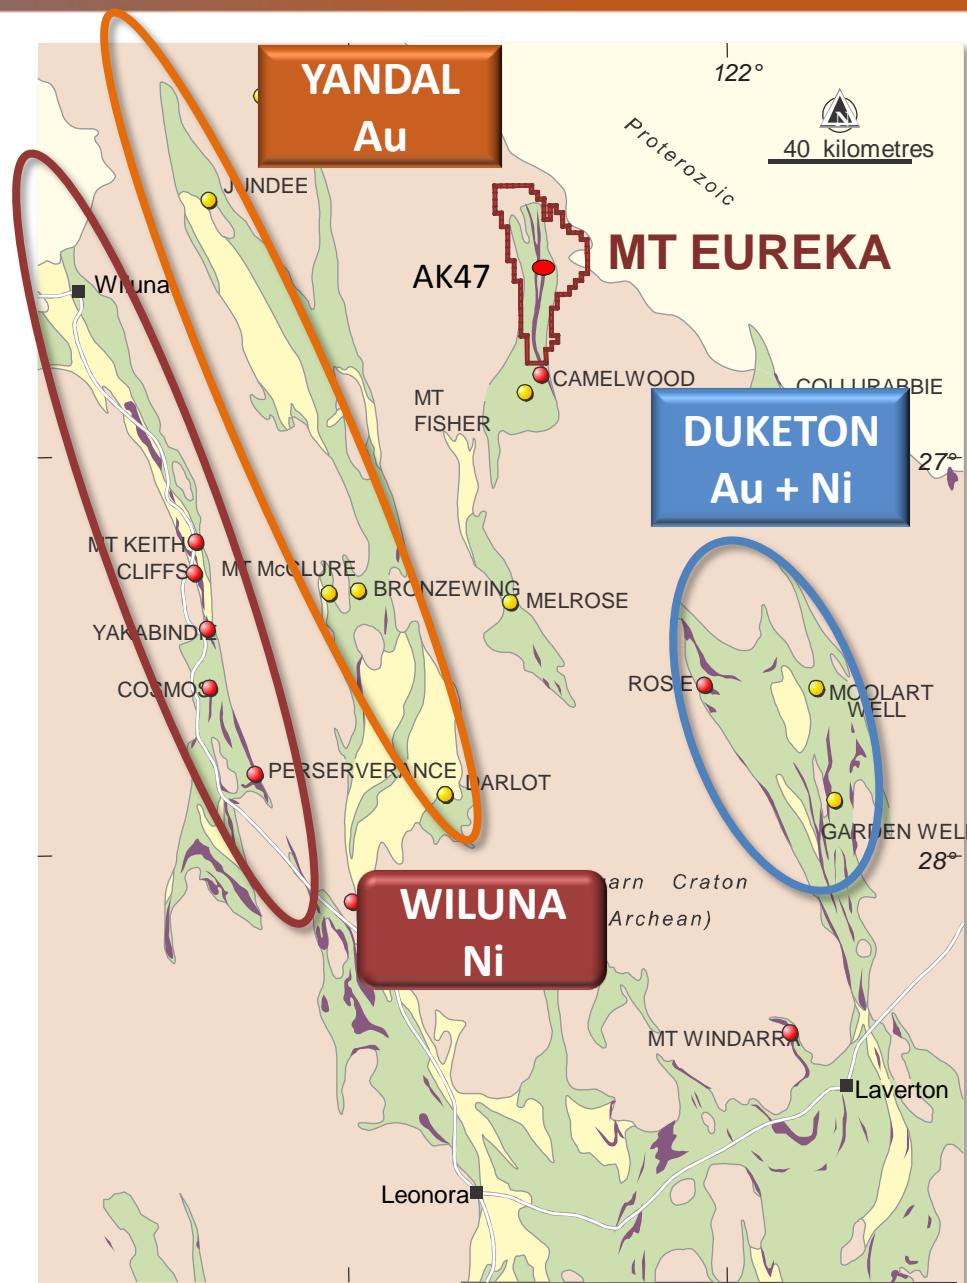 YANDAL
Au
122°
N
40 kilometres
Proterozoic
JUNDEE
MT EUREKA
AK47
Wiluna
CAMELWOOD
COLLURABBIE
MT
FISHER
DUKETON
Au + Ni
27°
MT KEITH
CLIFFS
MT McCLURE
BRONZEWING
MELROSE
YAKABINDIE
COSMOS
ROSIE
MOOLART
WELL
PERSERVERANCE
DARLOT
GARDEN WELL
28°
WILUNA
Ni
arn Craton
Archean)
MT WINDARRA
Laverton
Leonora